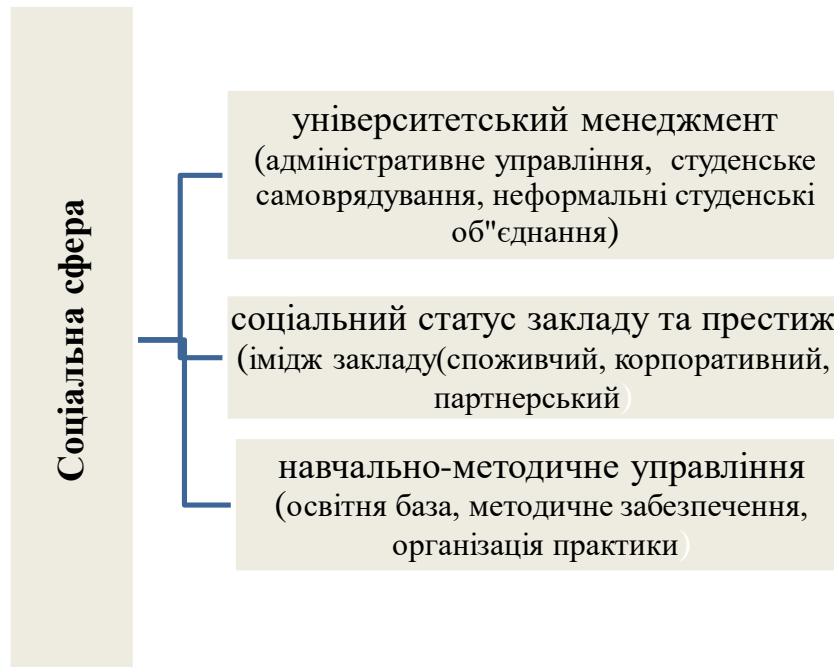 Соціальна сфера
університетський менеджмент
(адміністративне управління, студенське
самоврядування, неформальні студенські
об"єднання)
соціальний статус закладу та престиж
(імідж закладу(споживчий, корпоративний,
партнерський)
навчально-методичне управління
(освітня база, методичне забезпечення,
організація практики)